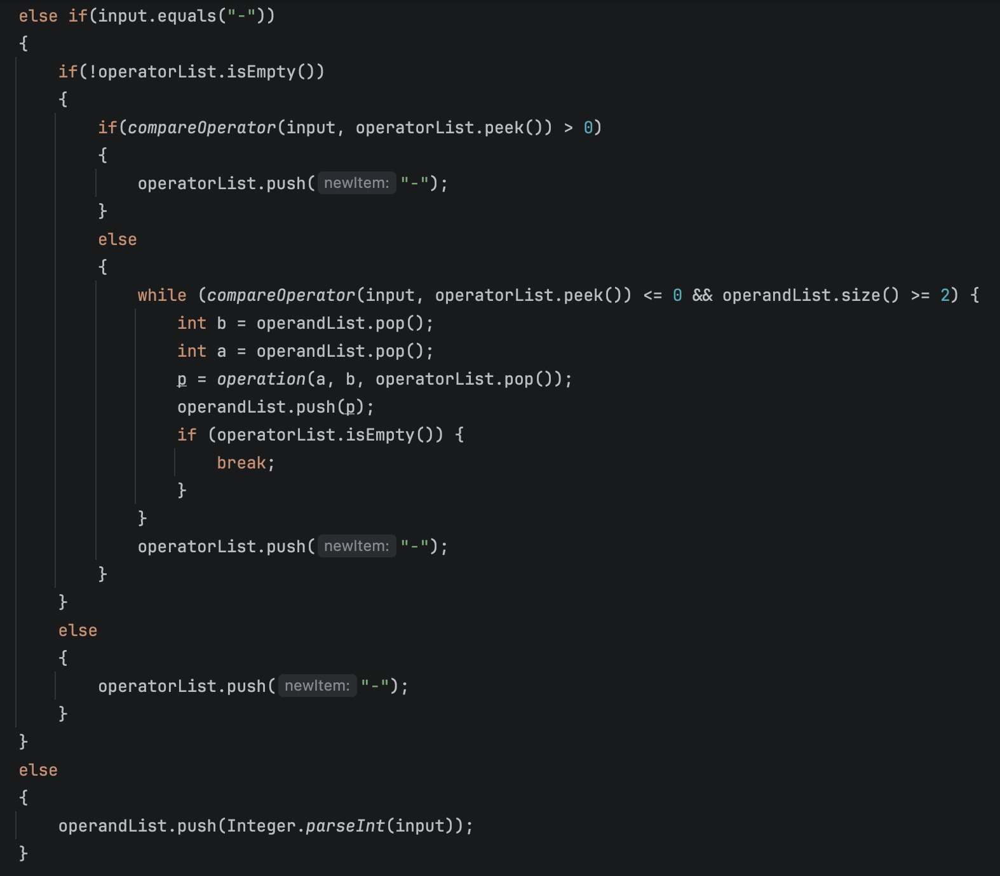 else if(input.equals("-"))
{
    if(!operatorList.isEmpty())
    {
        if(compareOperator(input, operatorList.peek()) > 0)
        {
            operatorList.push( newItem: "-");
        }
        else
        {
            while (compareOperator(input, operatorList.peek()) <= 0 && operandList.size() >= 2) {
                int b = operandList.pop();
                int a = operandList.pop();
                p = operation(a, b, operatorList.pop());
                operandList.push(p);
                if (operatorList.isEmpty()) {
                    break;
                }
            }
            operatorList.push( newItem: "-");
        }
    }
    else
    {
        operatorList.push( newItem: "-");
    }
}
else
{
    operandList.push(Integer.parseInt(input));
}